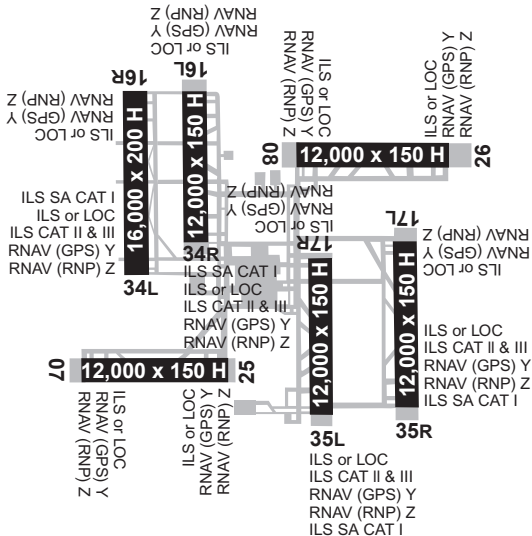 ILS or LOC
RNAV (GPS) Y
RNAV (RNP) Z
16L
16R
RNAV (RNP) Z
RNAV (GPS) Y
ILS or LOC
16,000 x 200 H
12,000 x 150 H
34L
ILS SA CAT I
ILS or LOC
ILS CAT II & III
RNAV (GPS) Y
RNAV (RNP) Z
34R
ILS SA CAT I
ILS or LOC
ILS CAT II & III
RNAV (GPS) Y
RNAV (RNP) Z
ILS or LOC
RNAV (GPS) Y
RNAV (RNP) Z
08
12,000 x 150 H
26
ILS or LOC
RNAV (GPS) Y
RNAV (RNP) Z
ILS or LOC
RNAV (GPS) Y
RNAV (RNP) Z
17R
12,000 x 150 H
35L
ILS or LOC
ILS CAT II & III
RNAV (GPS) Y
RNAV (RNP) Z
ILS SA CAT I
17L
ILS or LOC
RNAV (GPS) Y
RNAV (RNP) Z
12,000 x 150 H
ILS or LOC
ILS CAT II & III
RNAV (GPS) Y
RNAV (RNP) Z
ILS SA CAT I
35R
07
12,000 x 150 H
25
ILS or LOC
RNAV (GPS) Y
RNAV (RNP) Z
ILS or LOC
RNAV (GPS) Y
RNAV (RNP) Z